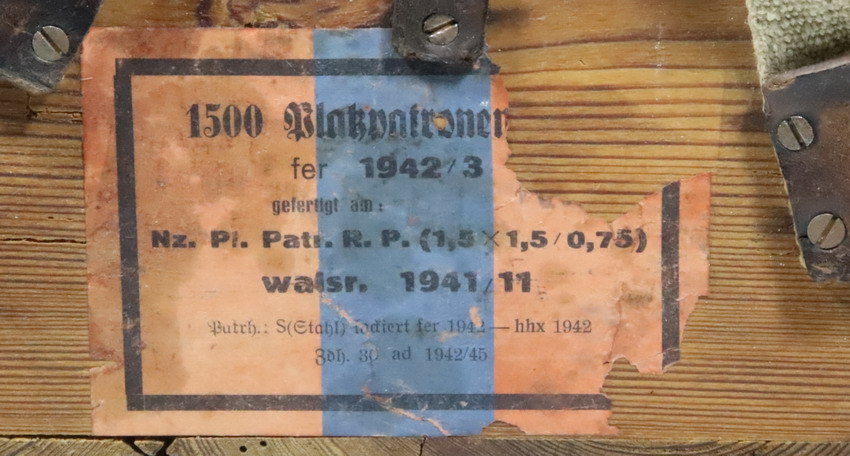 1500 Platzpatronen
fer 1942/3
gefertigt am:
Nz. Pl. Patr. R. P. (1,5×1,5/0,75)
walsr. 1941/11
Patrh.: S(Stahl) lackiert fer 1942 — hhx 1942
Zdh. 30 ad 1942/45